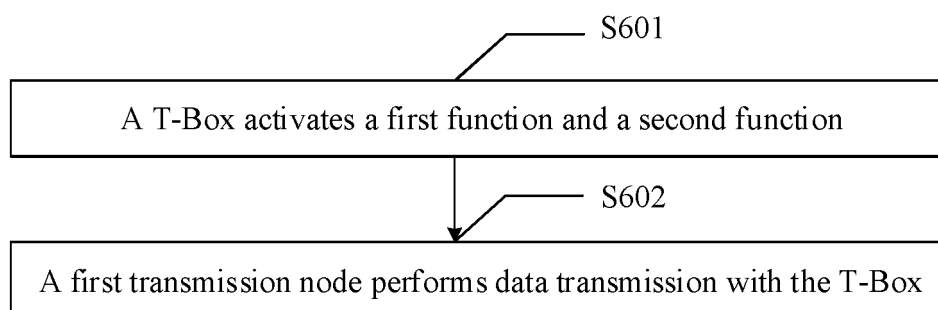 S601
A T-Box activates a first function and a second function
S602
A first transmission node performs data transmission with the T-Box